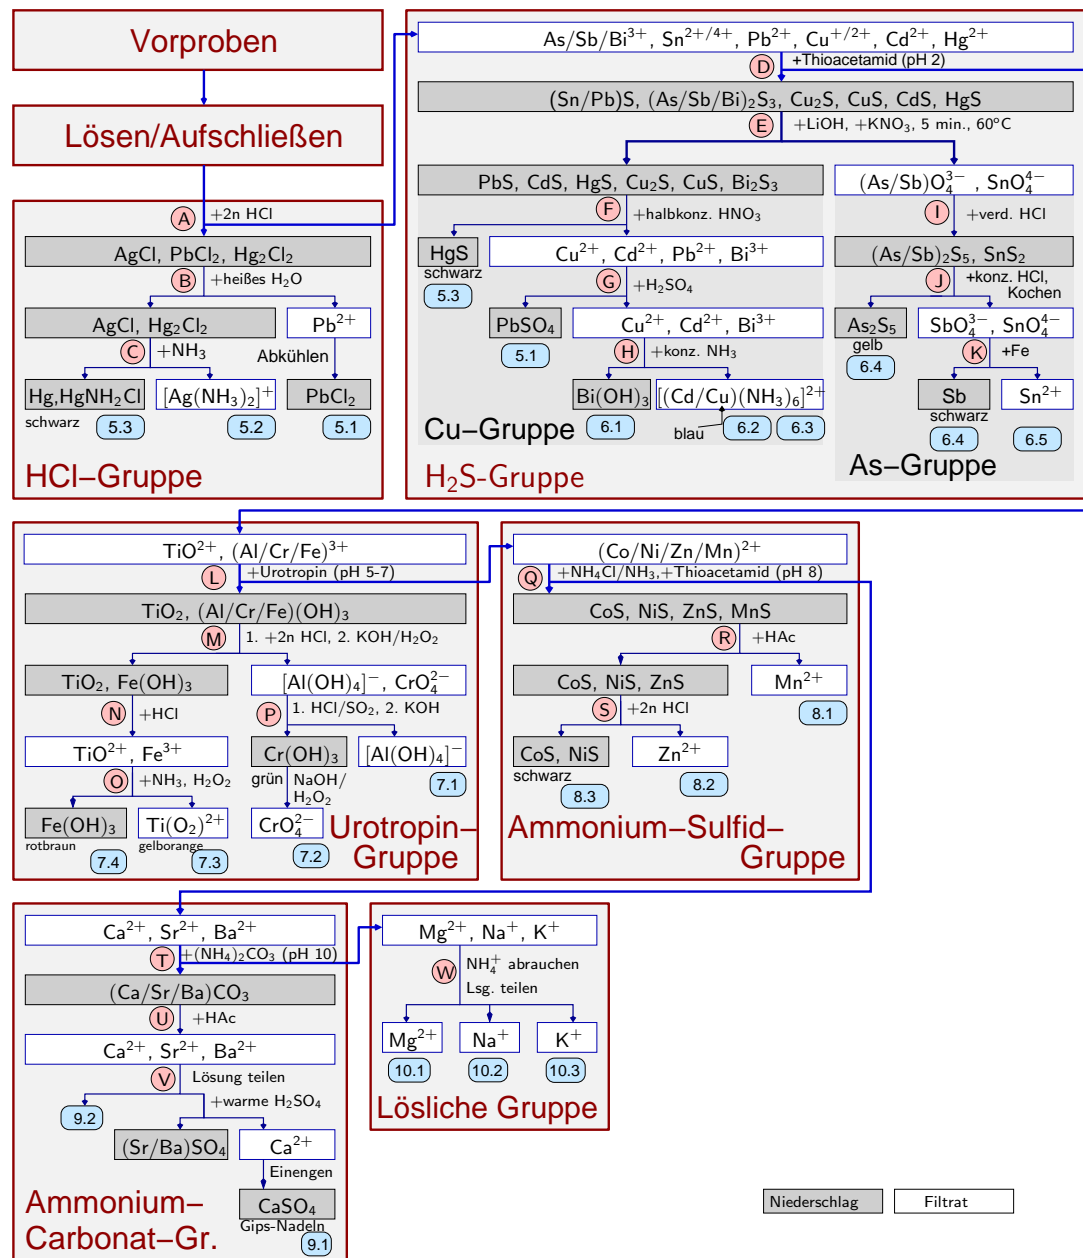 Vorproben
Lösen/Aufschließen
A +2n HCl
AgCl, PbCl₂, Hg₂Cl₂
B +heißes H₂O
AgCl, Hg₂Cl₂
Pb²⁺
C +NH₃
Abkühlen
Hg,HgNH₂Cl
[Ag(NH₃)₂]⁺
PbCl₂
schwarz
5.3
5.2
5.1
HCl–Gruppe
As/Sb/Bi³⁺, Sn²⁺/⁴⁺, Pb²⁺, Cu⁺/²⁺, Cd²⁺, Hg²⁺
D +Thioacetamid (pH 2)
(Sn/Pb)S, (As/Sb/Bi)₂S₃, Cu₂S, CuS, CdS, HgS
E +LiOH, +KNO₃, 5 min., 60°C
PbS, CdS, HgS, Cu₂S, CuS, Bi₂S₃
F +halbkonz. HNO₃
HgS
schwarz
5.3
Cu²⁺, Cd²⁺, Pb²⁺, Bi³⁺
G +H₂SO₄
PbSO₄
5.1
Cu²⁺, Cd²⁺, Bi³⁺
H +konz. NH₃
Bi(OH)₃
[(Cd/Cu)(NH₃)₆]²⁺
6.1
blau
6.2
6.3
Cu–Gruppe
(As/Sb)O₄³⁻, SnO₄⁴⁻
I +verd. HCl
(As/Sb)₂S₅, SnS₂
J +konz. HCl,
Kochen
As₂S₅
gelb
6.4
SbO₄³⁻, SnO₄⁴⁻
K +Fe
Sb
Sn²⁺
schwarz
6.4
6.5
As–Gruppe
H₂S-Gruppe
TiO²⁺, (Al/Cr/Fe)³⁺
L +Urotropin (pH 5-7)
TiO₂, (Al/Cr/Fe)(OH)₃
M 1. +2n HCl, 2. KOH/H₂O₂
TiO₂, Fe(OH)₃
[Al(OH)₄]⁻, CrO₄²⁻
N +HCl
P 1. HCl/SO₂, 2. KOH
TiO²⁺, Fe³⁺
Cr(OH)₃
[Al(OH)₄]⁻
O +NH₃, H₂O₂
grün
NaOH/
H₂O₂
7.1
Fe(OH)₃
Ti(O₂)²⁺
CrO₄²⁻
rotbraun
gelborange
7.4
7.3
7.2
Urotropin–
Gruppe
(Co/Ni/Zn/Mn)²⁺
Q +NH₄Cl/NH₃,+Thioacetamid (pH 8)
CoS, NiS, ZnS, MnS
R +HAc
CoS, NiS, ZnS
Mn²⁺
8.1
S +2n HCl
CoS, NiS
Zn²⁺
schwarz
8.3
8.2
Ammonium–Sulfid–
Gruppe
Ca²⁺, Sr²⁺, Ba²⁺
T +(NH₄)₂CO₃ (pH 10)
(Ca/Sr/Ba)CO₃
U +HAc
Ca²⁺, Sr²⁺, Ba²⁺
V Lösung teilen
9.2
+warme H₂SO₄
(Sr/Ba)SO₄
Ca²⁺
Einengen
CaSO₄
Gips-Nadeln
9.1
Ammonium–
Carbonat–Gr.
Mg²⁺, Na⁺, K⁺
W NH₄⁺ abrauchen
Lsg. teilen
Mg²⁺
Na⁺
K⁺
10.1
10.2
10.3
Lösliche Gruppe
Niederschlag
Filtrat